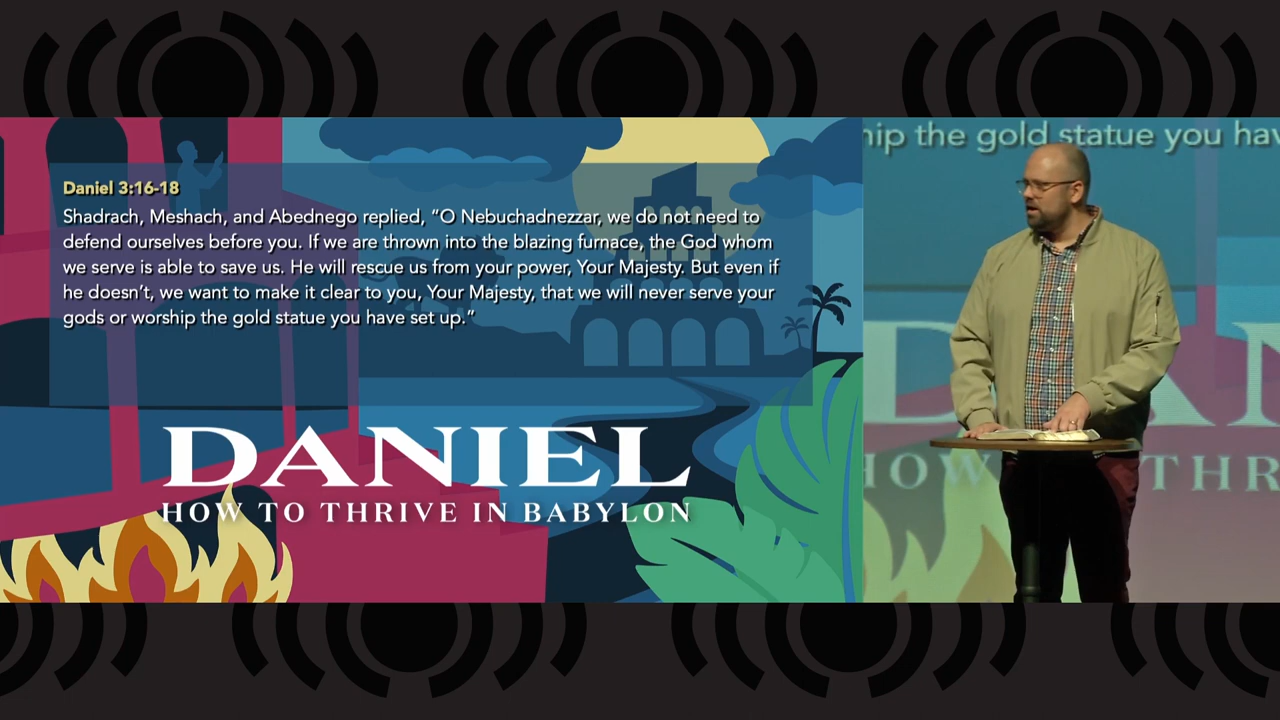 Daniel 3:16-18
Shadrach, Meshach, and Abednego replied, “O Nebuchadnezzar, we do not need to
defend ourselves before you. If we are thrown into the blazing furnace, the God whom
we serve is able to save us. He will rescue us from your power, Your Majesty. But even if
he doesn’t, we want to make it clear to you, Your Majesty, that we will never serve your
gods or worship the gold statue you have set up.”
DANIEL
HOW TO THRIVE IN BABYLON
the gold statue you